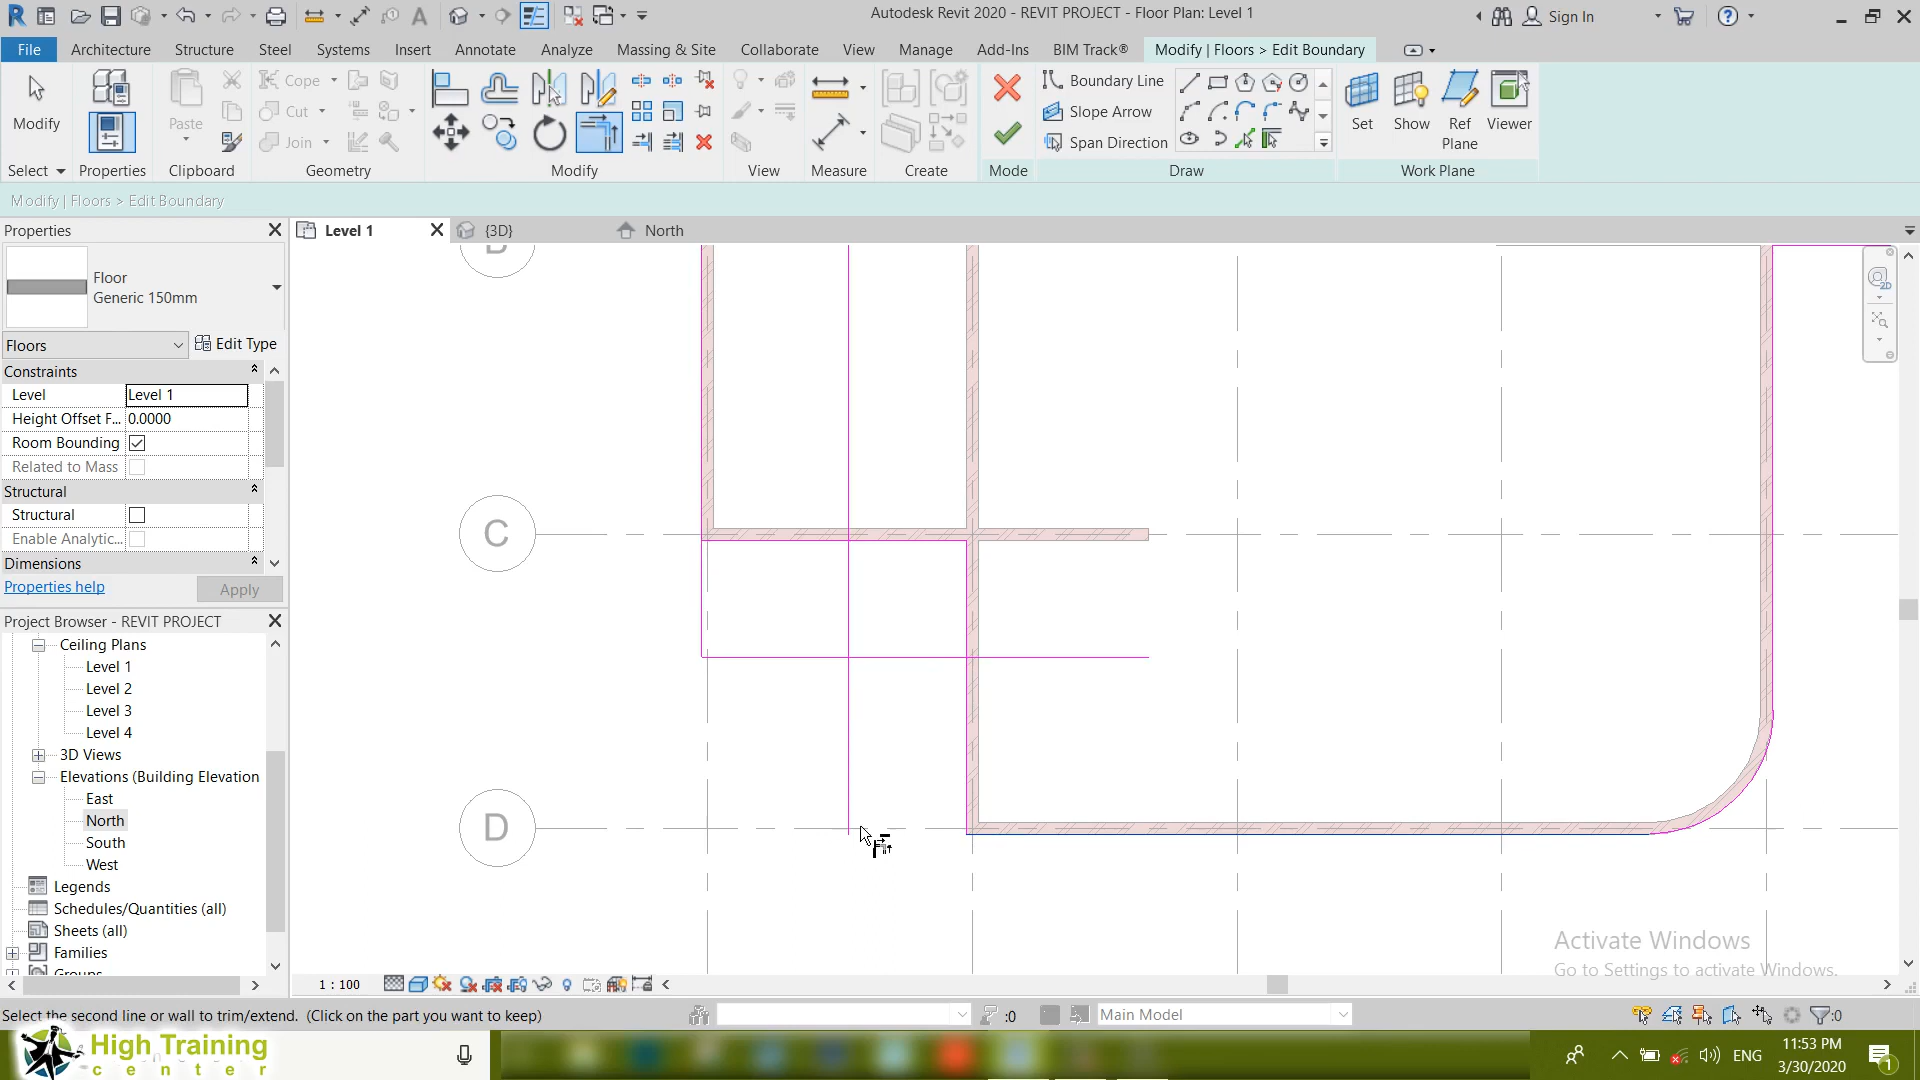 Autodesk Revit 2020 - REVIT PROJECT - Floor Plan: Level 1
Sign In
File
Architecture
Structure
Steel
Systems
Insert
Annotate
Analyze
Massing & Site
Collaborate
View
Manage
Add-Ins
BIM Track®
Modify | Floors > Edit Boundary
Modify
Paste
Cope
Cut
Join
Boundary Line
Slope Arrow
Span Direction
Set
Show
Ref
Plane
Viewer
Select
Properties
Clipboard
Geometry
Modify
View
Measure
Create
Mode
Draw
Work Plane
Modify | Floors > Edit Boundary
Properties
Level 1
{3D}
North
Floor
Generic 150mm
Floors
Edit Type
Constraints
Level
Level 1
Height Offset F...
0.0000
Room Bounding
Related to Mass
Structural
Structural
Enable Analytic...
Dimensions
Properties help
Apply
C
D
2D
Project Browser - REVIT PROJECT
Ceiling Plans
Level 1
Level 2
Level 3
Level 4
3D Views
Elevations (Building Elevation
East
North
South
West
Legends
Schedules/Quantities (all)
Sheets (all)
Families
Groups
Activate Windows
Go to Settings to activate Windows.
1 : 100
Select the second line or wall to trim/extend. (Click on the part you want to keep)
:0
Main Model
:0
High Training
center
ENG
11:53 PM
3/30/2020
1